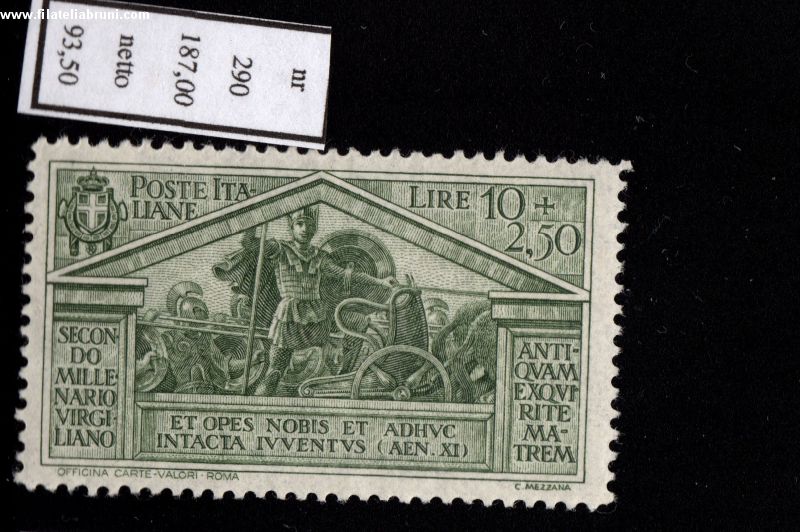 www.filateliabruni.com
nr
290
187,00
netto
93,50
POSTE ITA-
LIANE
LIRE 10 +
2,50
SECON
DO
MILLE
NARIO
VIRGI
LIANO
ANTI-
QVAM
EXQVI
RITE
MA-
TREM
ET OPES NOBIS ET ADHVC
INTACTA IVVENTVS (AEN. XI)
OFFICINA CARTE-VALORI-ROMA
C. MEZZANA